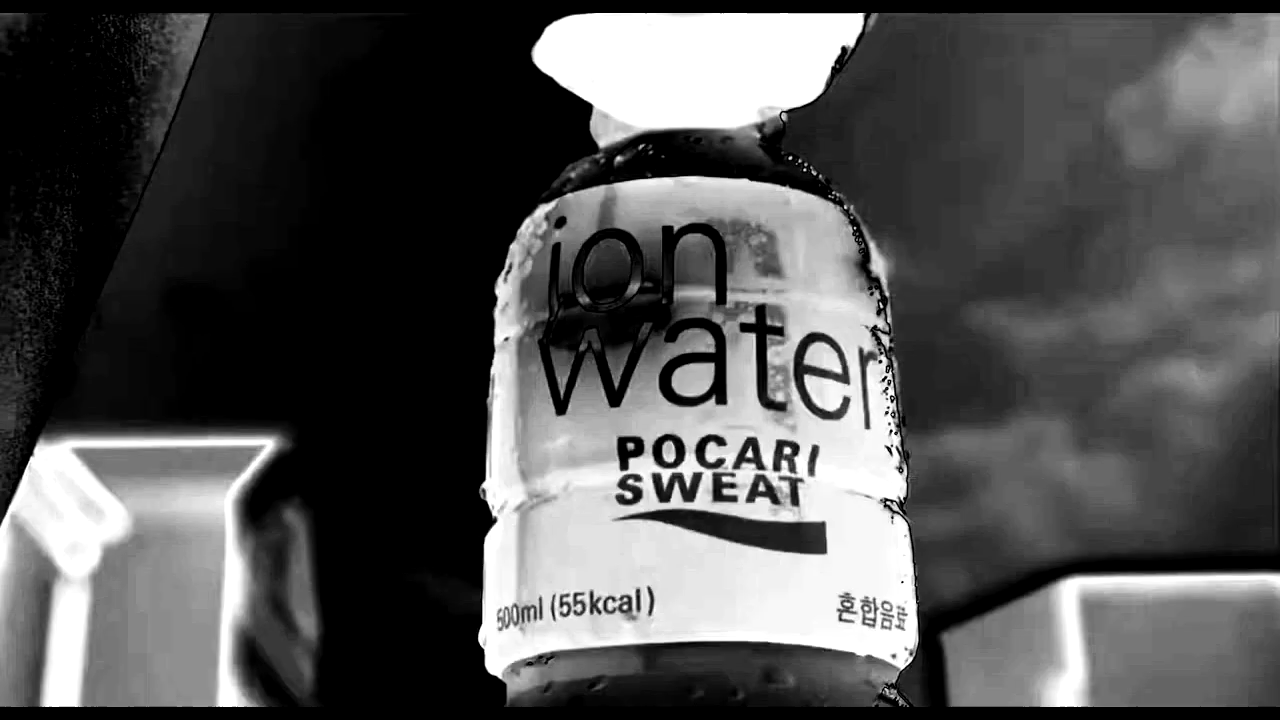 ion
water
POCARI
SWEAT
500ml (55kcal)
혼합음료